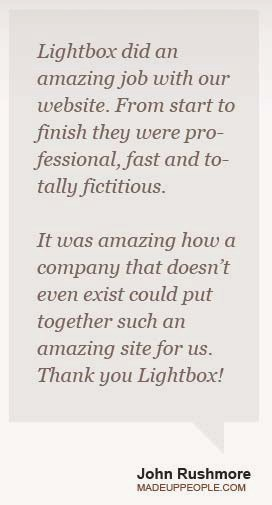 Lightbox did an
amazing job with our
website. From start to
finish they were pro-
fessional, fast and to-
tally fictitious.
It was amazing how a
company that doesn't
even exist could put
together such an
amazing site for us.
Thank you Lightbox!
John Rushmore
MADEUPPEOPLE.COM